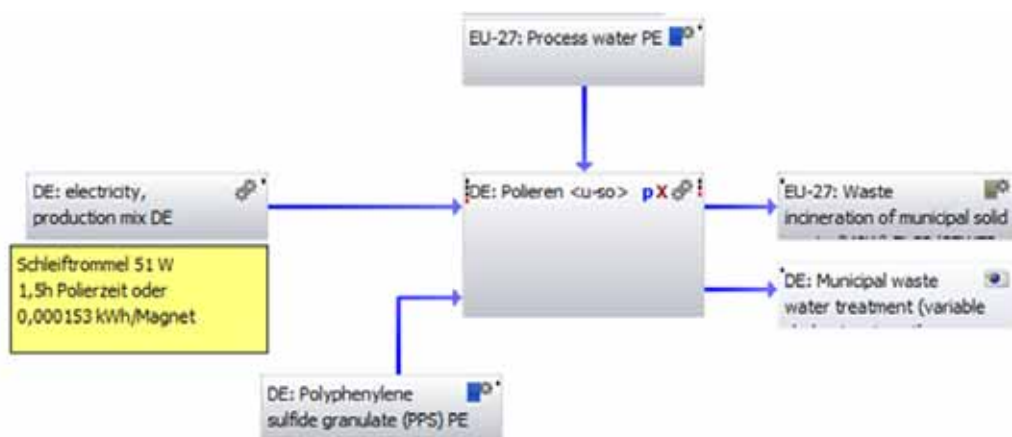 EU-27: Process water PE
DE: electricity,
production mix DE
DE: Polieren <u-so> pX
EU-27: Waste
incineration of municipal solid
Schleiftrommel 51 W
1,5h Polierzeit oder
0,000153 kWh/Magnet
DE: Municipal waste
water treatment (variable
DE: Polyphenylene
sulfide granulate (PPS) PE